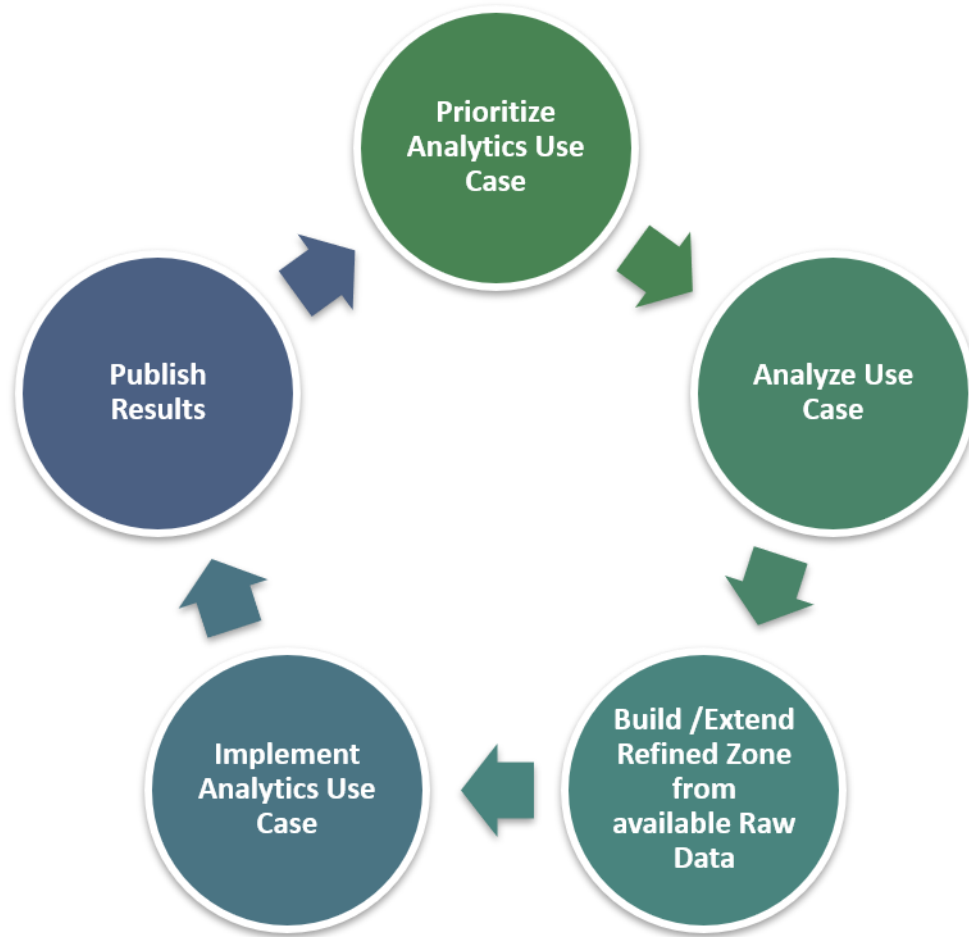 Prioritize
Analytics Use
Case
Analyze Use
Case
Build /Extend
Refined Zone
from
available Raw
Data
Implement
Analytics Use
Case
Publish
Results